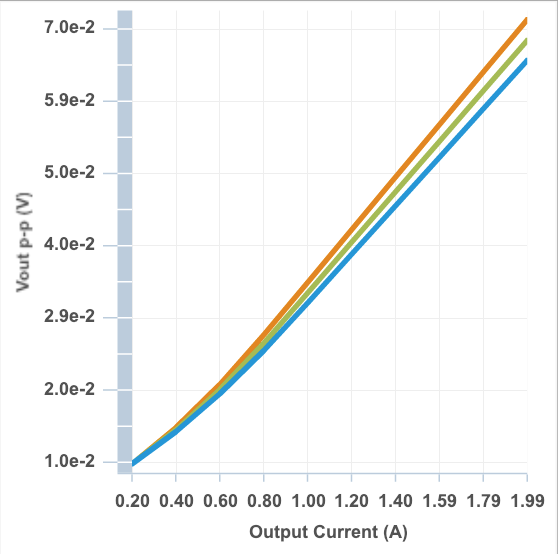 7.0e-2
5.9e-2
5.0e-2
4.0e-2
2.9e-2
2.0e-2
1.0e-2
Vout p-p (V)
0.20 0.40 0.60 0.80 1.00 1.20 1.40 1.59 1.79 1.99
Output Current (A)